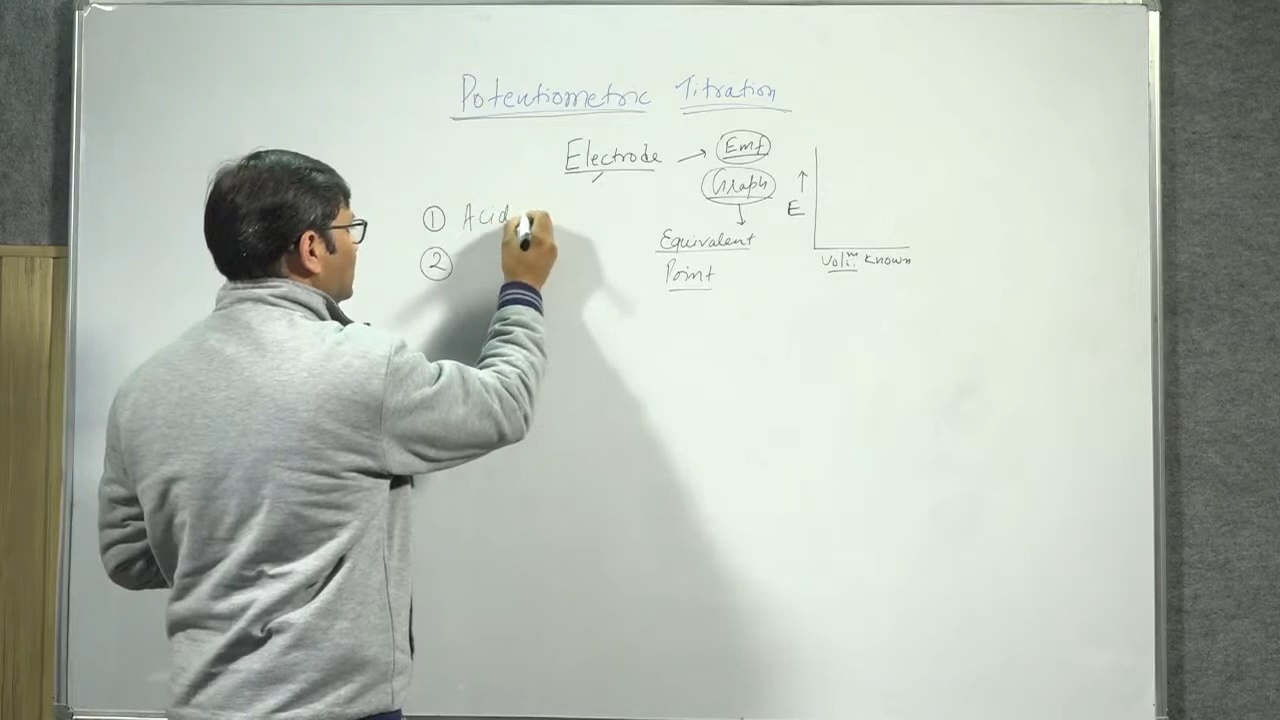 Potentiometric Titration
Electrode → Emf
Graph
↑
E
① Acid
Equivalent
②
Point
Vol. known